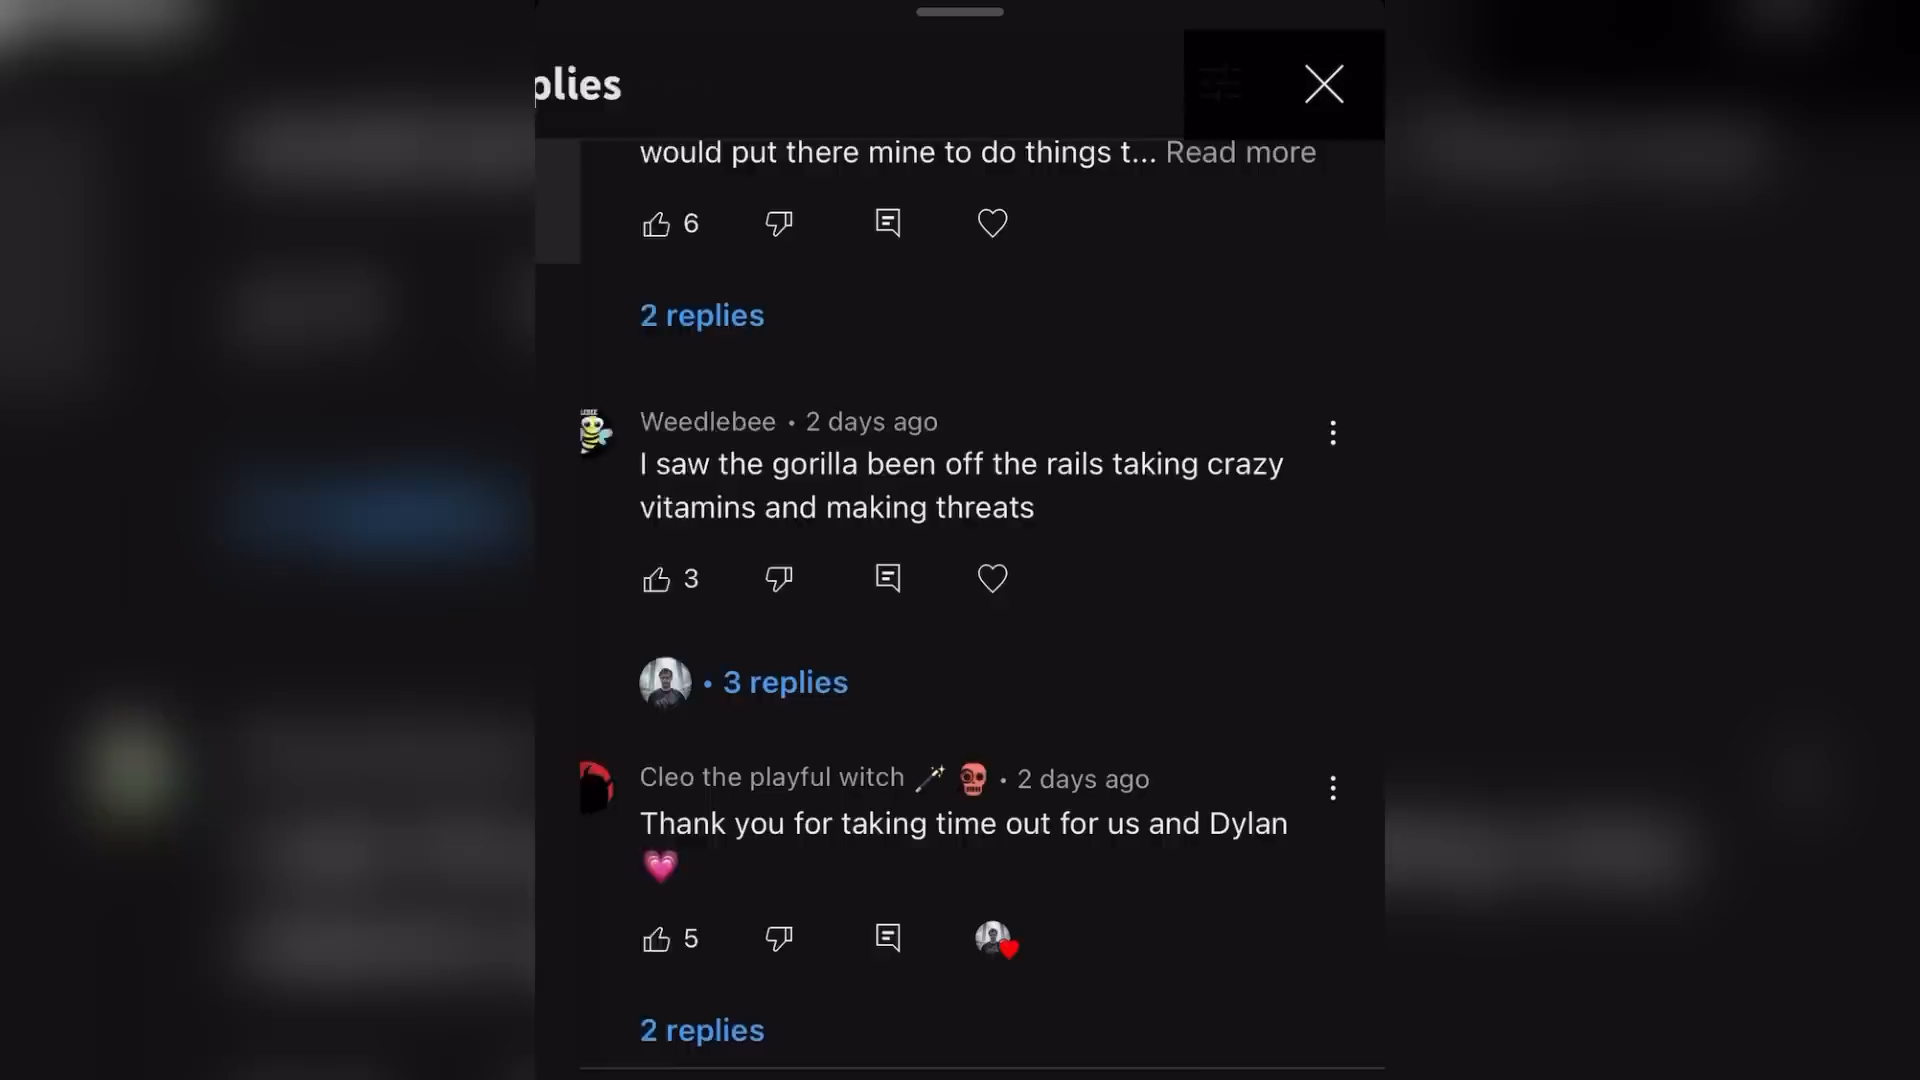 plies
would put there mine to do things t... Read more
6
2 replies
Weedlebee • 2 days ago
I saw the gorilla been off the rails taking crazy
vitamins and making threats
3
• 3 replies
Cleo the playful witch 🪄 💀 • 2 days ago
Thank you for taking time out for us and Dylan
💗
5
2 replies